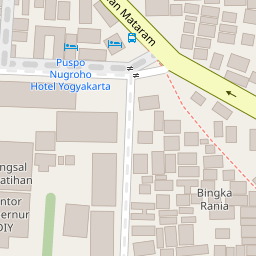 an Mataram
Puspo
Nugroho
Hotel Yogyakarta
ngsal
atihan
Bingka
Rania
ntor
ernur
DIY